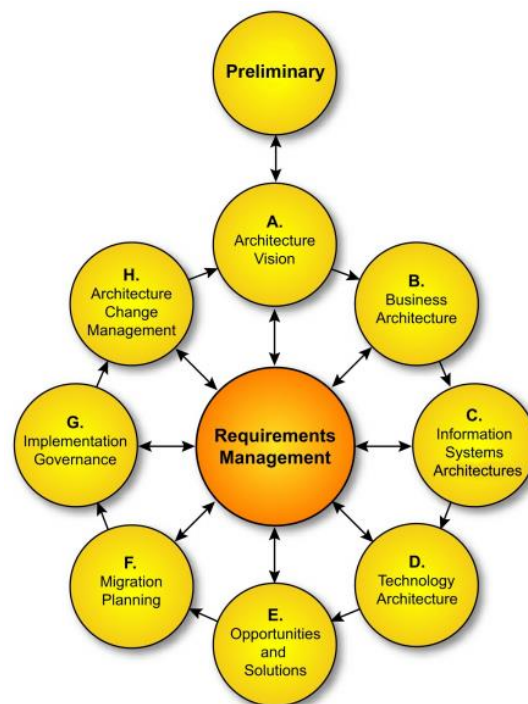 Preliminary
A.
Architecture
Vision
B.
Business
Architecture
C.
Information
Systems
Architectures
D.
Technology
Architecture
E.
Opportunities
and
Solutions
F.
Migration
Planning
G.
Implementation
Governance
H.
Architecture
Change
Management
Requirements
Management